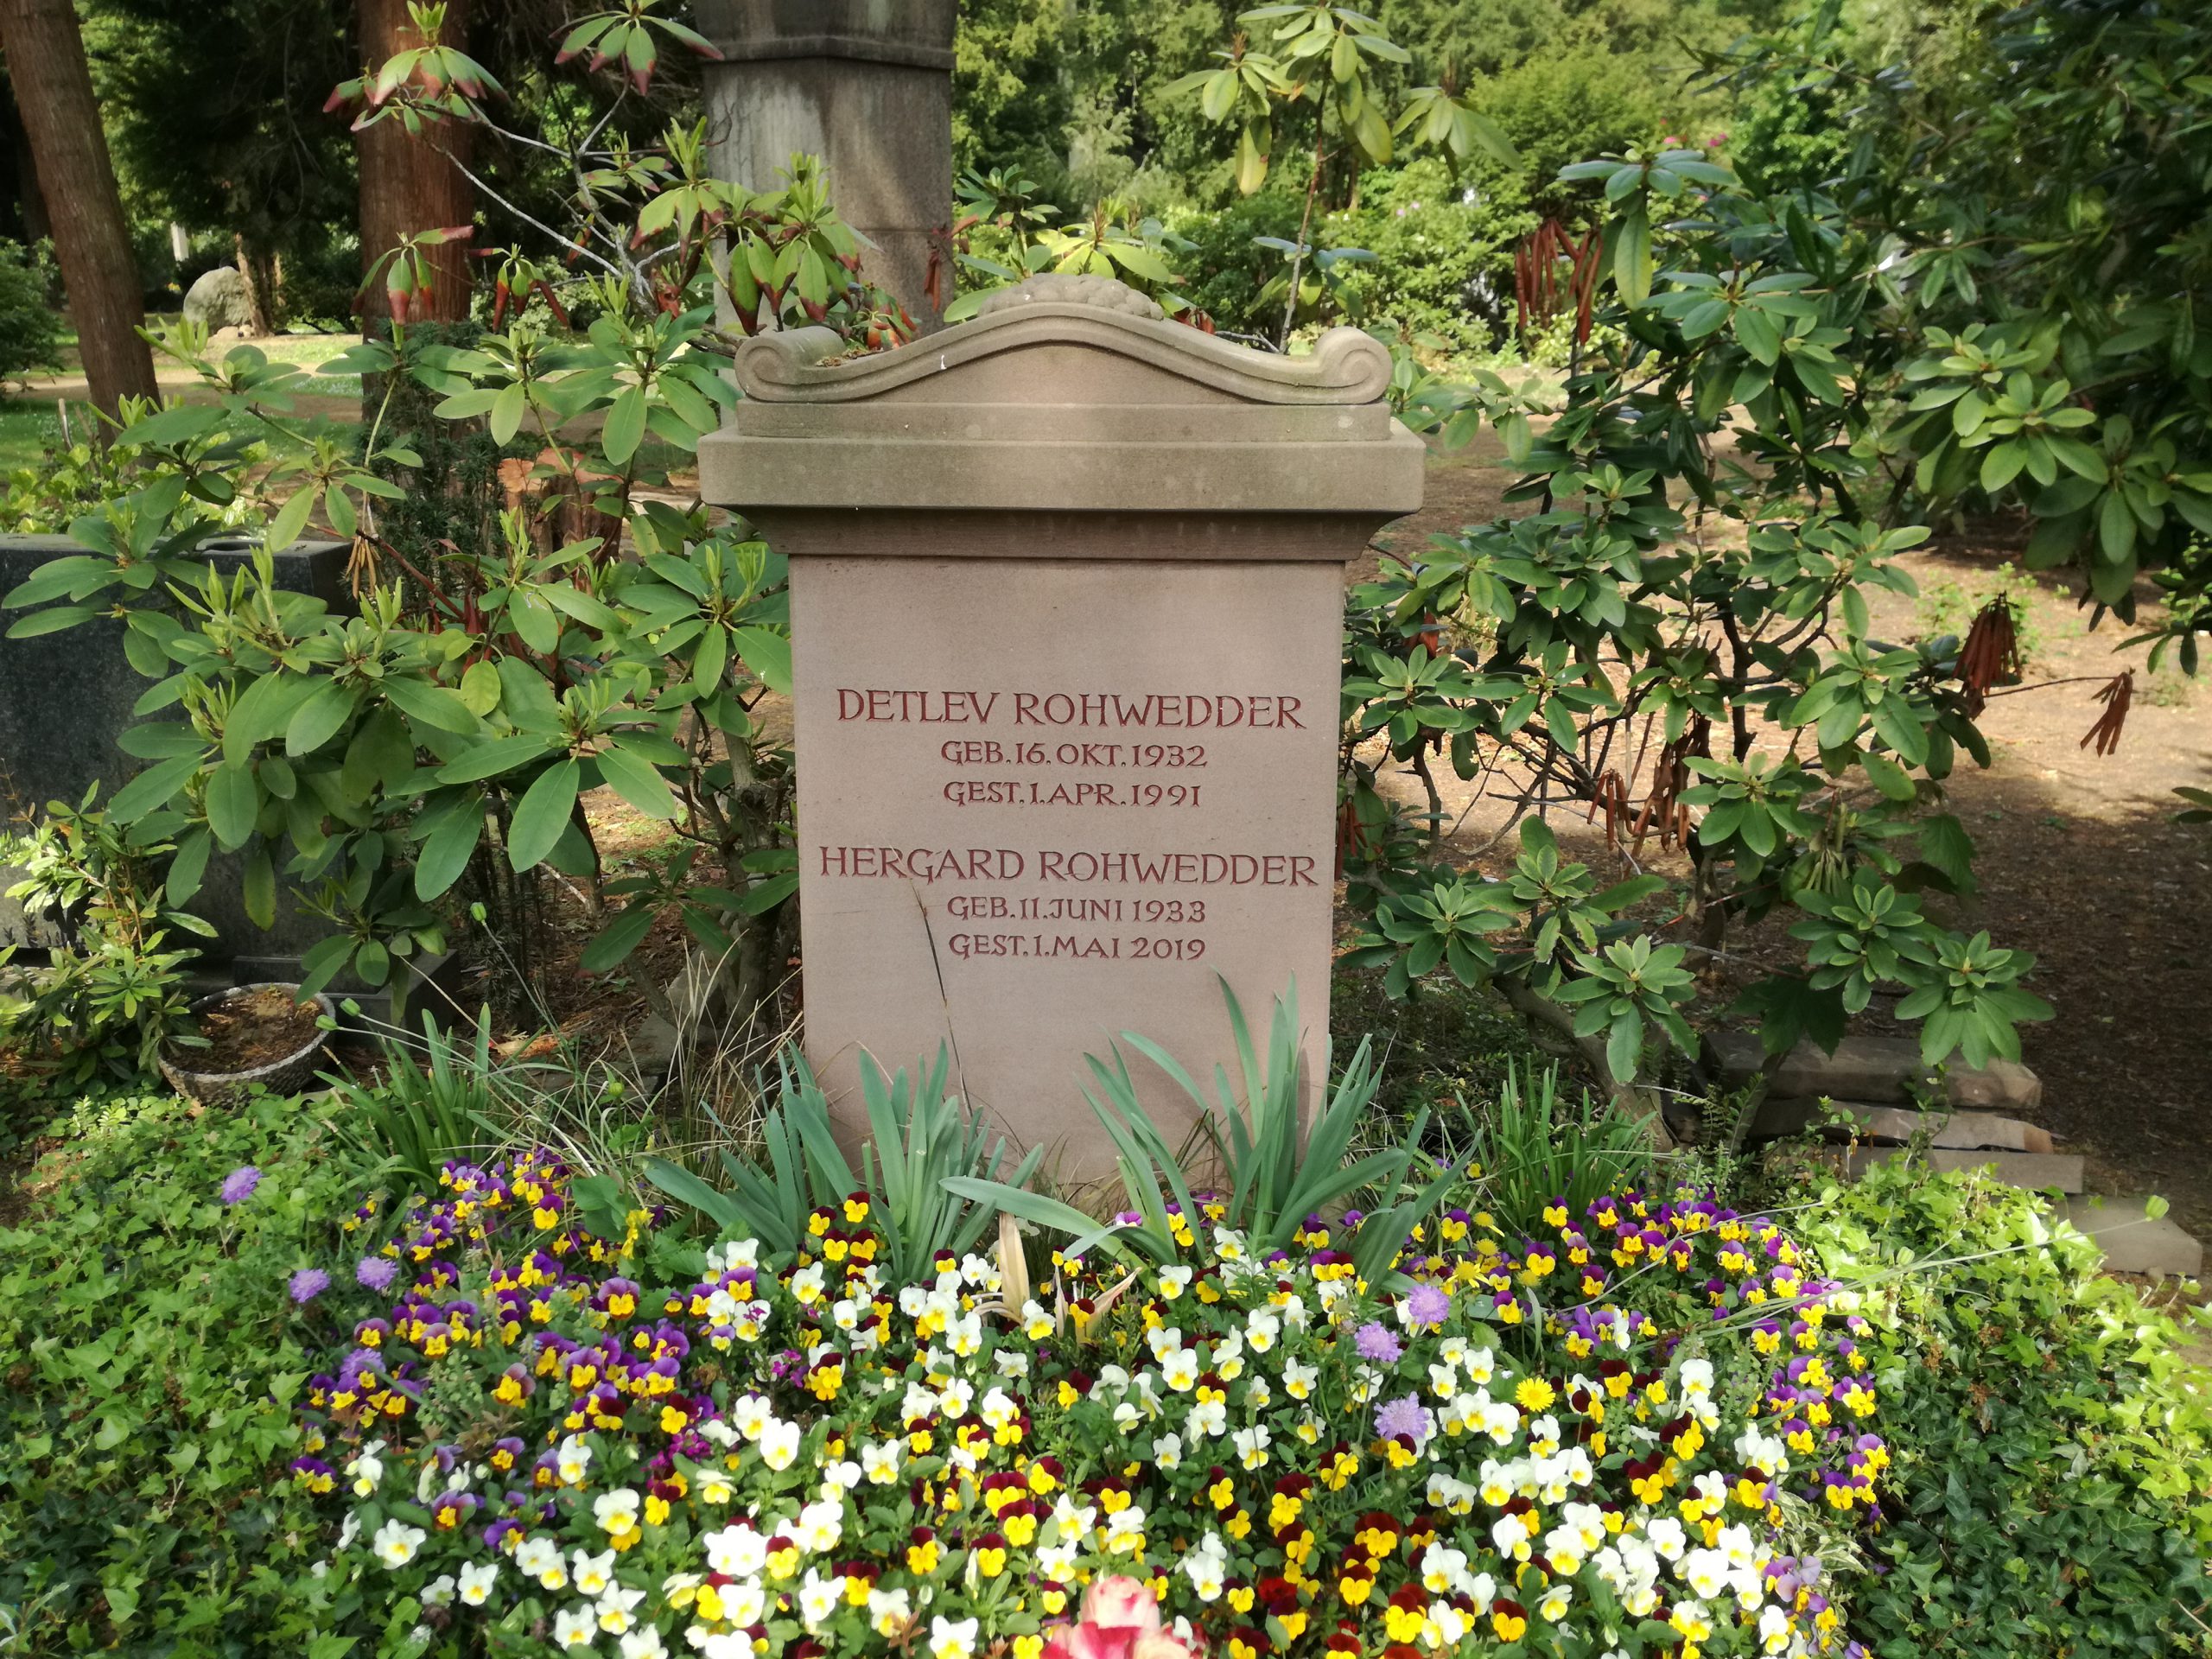 DETLEV ROHWEDDER
GEB. 16. OKT. 1932
GEST. 1. APR. 1991
HERGARD ROHWEDDER
GEB. 11. JUNI 1933
GEST. 1. MAI 2019